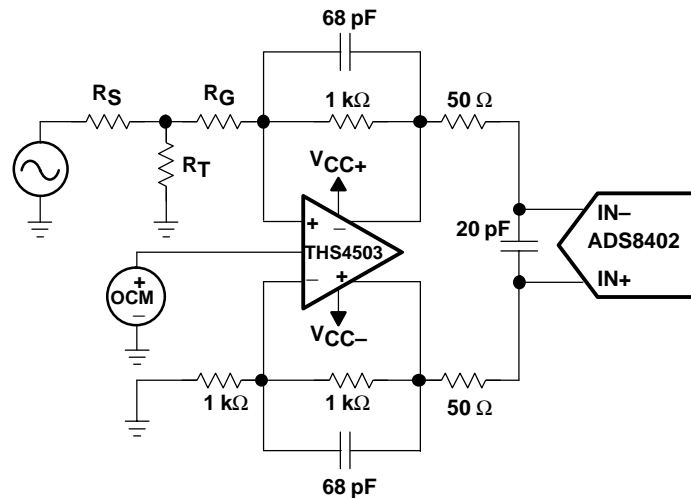 68 pF
RS
RG
1 kΩ
50 Ω
RT
VCC+
+
−
THS4503
−
+
20 pF
IN−
ADS8402
IN+
+
OCM
−
VCC−
1 kΩ
1 kΩ
50 Ω
68 pF